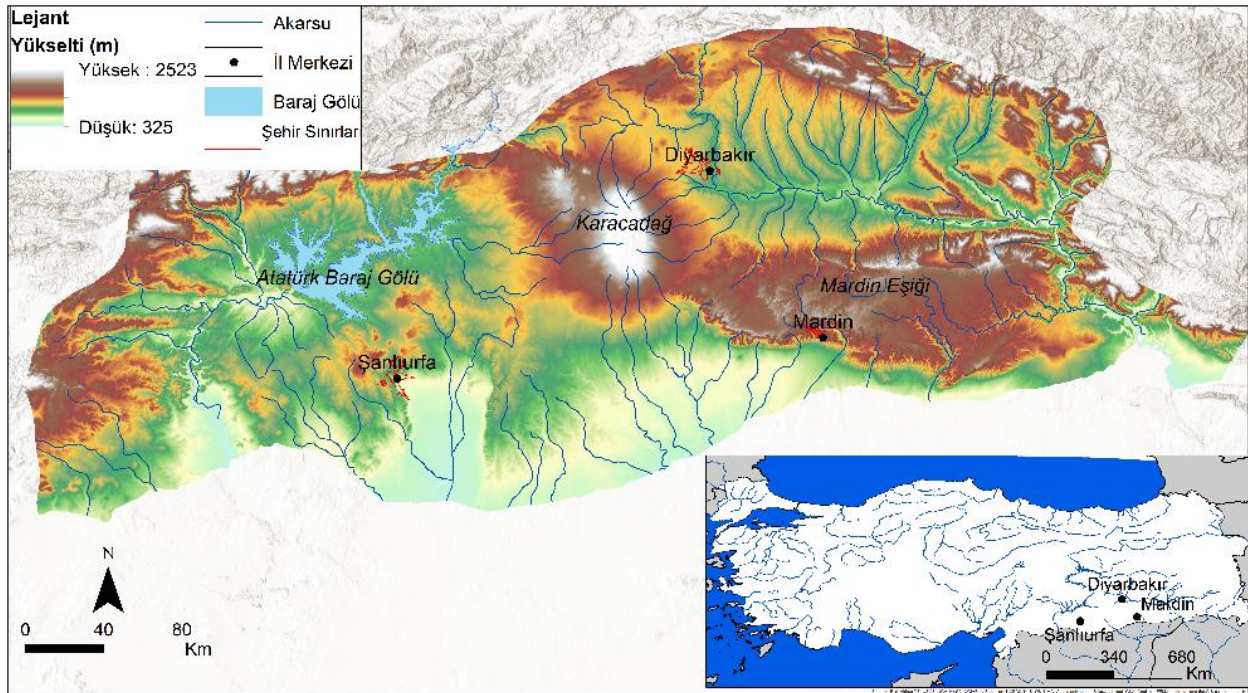 Lejant
Yükselti (m)
Yüksek : 2523
Düşük: 325
Akarsu
İl Merkezi
Baraj Gölü
Şehir Sınırlar
Diyarbakır
Karacadağ
Atatürk Baraj Gölü
Mardin Eşiği
Mardin
Şanlıurfa
N
0 40 80
Km
Diyarbakır
Mardin
Şanlıurfa
0 340 680
Km